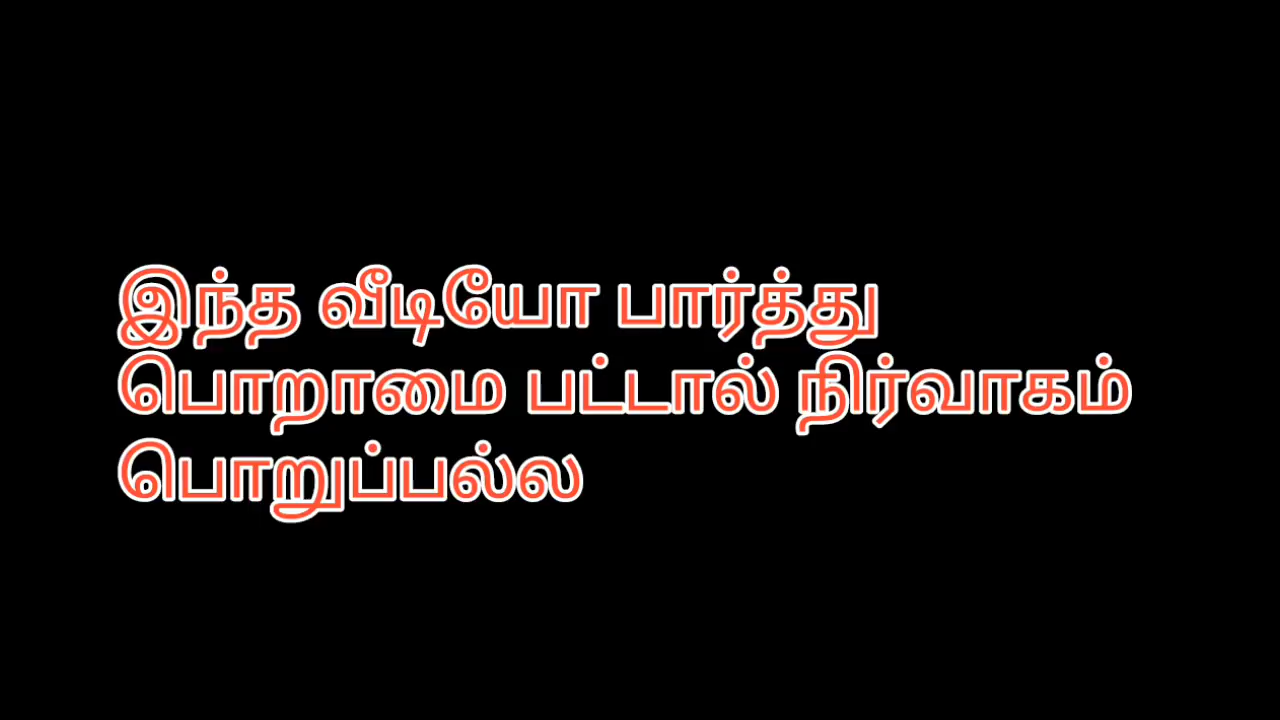 இந்த வீடியோ பார்த்து
பொறாமை பட்டால் நிர்வாகம்
பொறுப்பல்ல